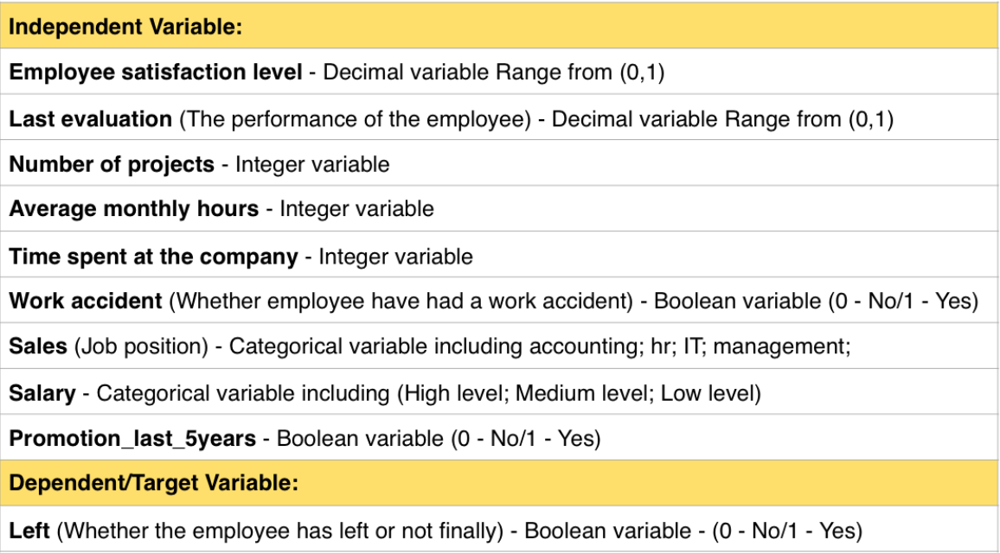 Independent Variable:
Employee satisfaction level - Decimal variable Range from (0,1)
Last evaluation (The performance of the employee) - Decimal variable Range from (0,1)
Number of projects - Integer variable
Average monthly hours - Integer variable
Time spent at the company - Integer variable
Work accident (Whether employee have had a work accident) - Boolean variable (0 - No/1 - Yes)
Sales (Job position) - Categorical variable including accounting; hr; IT; management;
Salary - Categorical variable including (High level; Medium level; Low level)
Promotion_last_5years - Boolean variable (0 - No/1 - Yes)
Dependent/Target Variable:
Left (Whether the employee has left or not finally) - Boolean variable - (0 - No/1 - Yes)